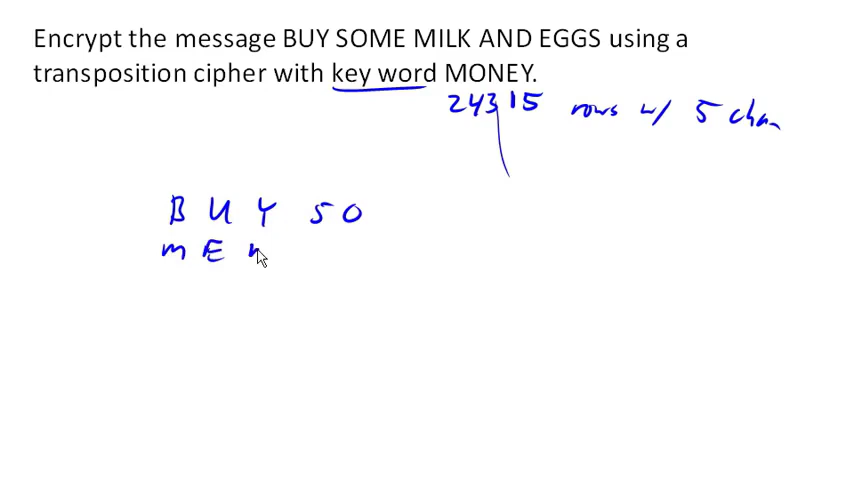 Encrypt the message BUY SOME MILK AND EGGS using a
transposition cipher with key word MONEY.
24315 rows w/ 5 cha
B U Y S O
M E M